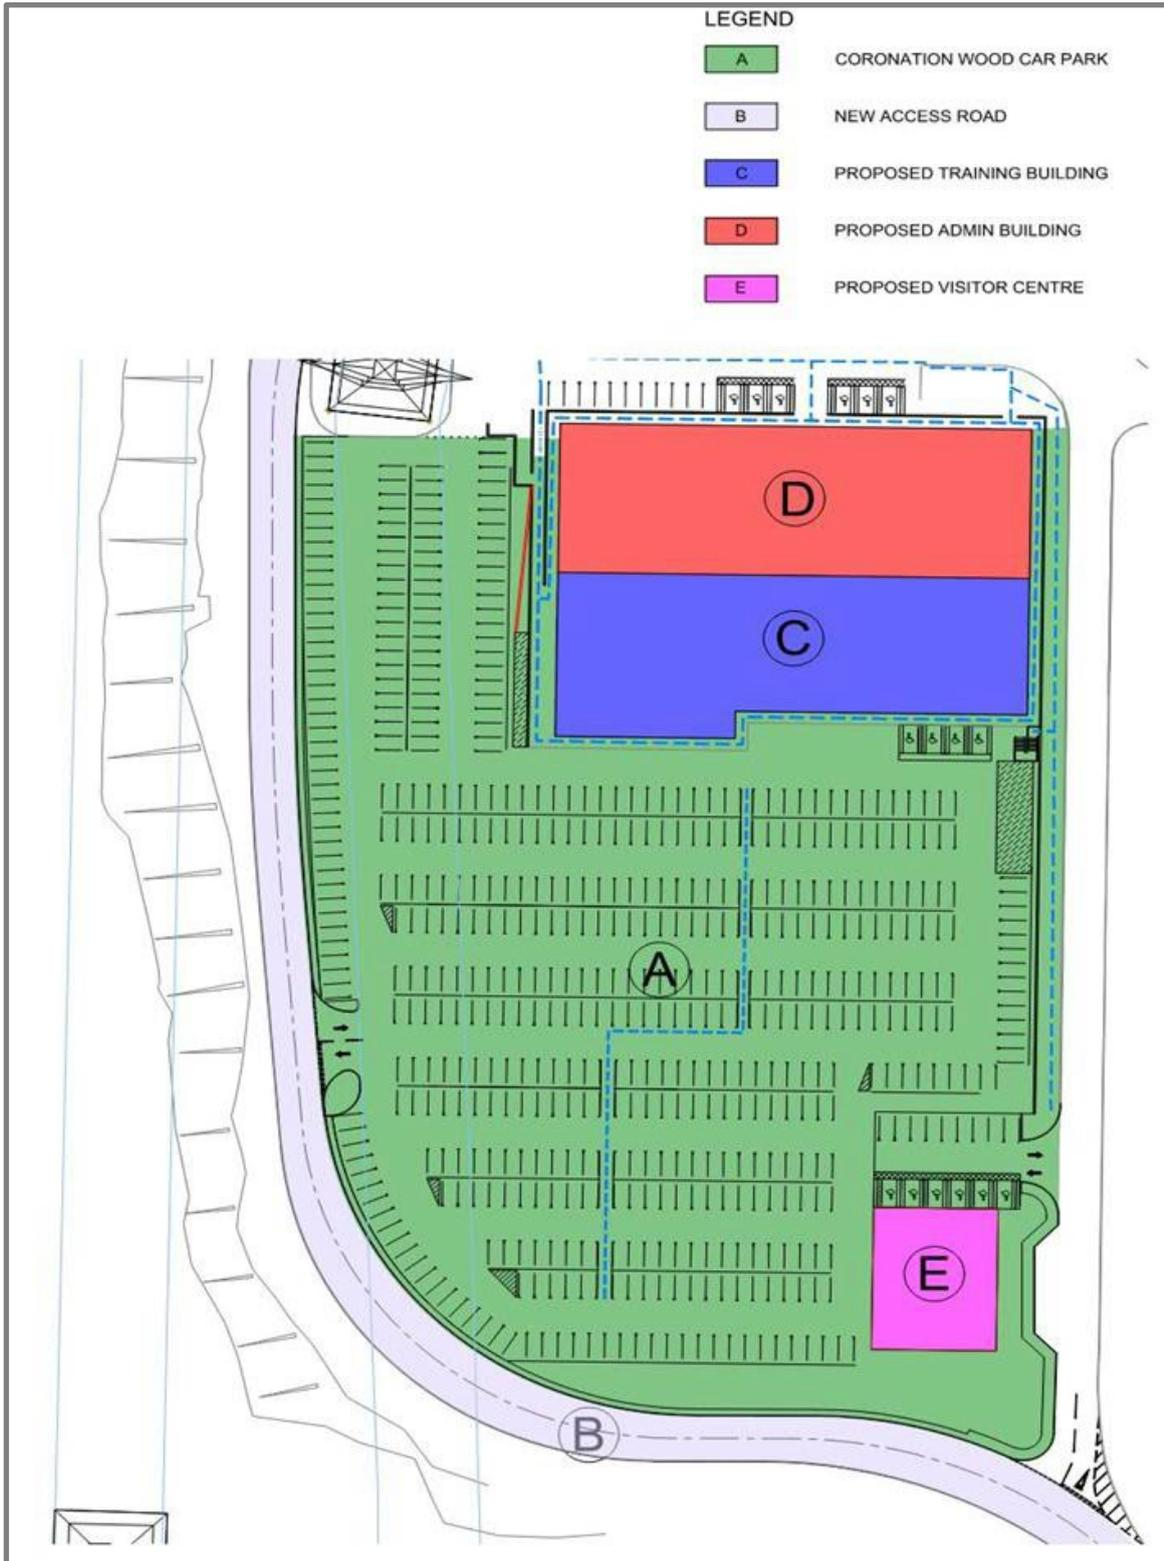 LEGEND
A CORONATION WOOD CAR PARK
B NEW ACCESS ROAD
C PROPOSED TRAINING BUILDING
D PROPOSED ADMIN BUILDING
E PROPOSED VISITOR CENTRE
D
C
A
E
B